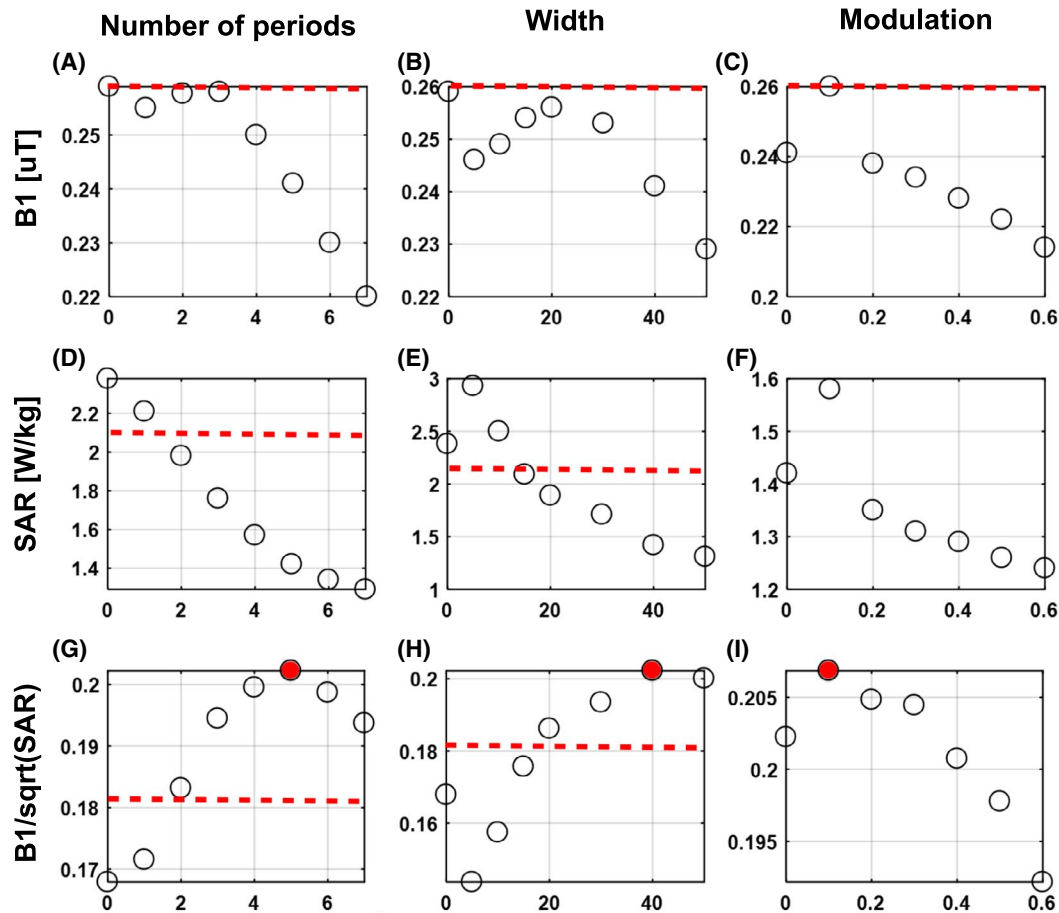 Number of periods Width Modulation
(A) (B) (C)
B1 [uT]
0.25 0.24 0.23 0.22
0 2 4 6
0.26 0.25 0.24 0.23 0.22
0 20 40
0.26 0.24 0.22 0.2
0 0.2 0.4 0.6
(D) (E) (F)
SAR [W/kg]
2.2 2 1.8 1.6 1.4
0 2 4 6
3 2.5 2 1.5 1
0 20 40
1.6 1.5 1.4 1.3 1.2
0 0.2 0.4 0.6
(G) (H) (I)
B1/sqrt(SAR)
0.2 0.19 0.18 0.17
0 2 4 6
0.2 0.18 0.16
0 20 40
0.205 0.2 0.195
0 0.2 0.4 0.6